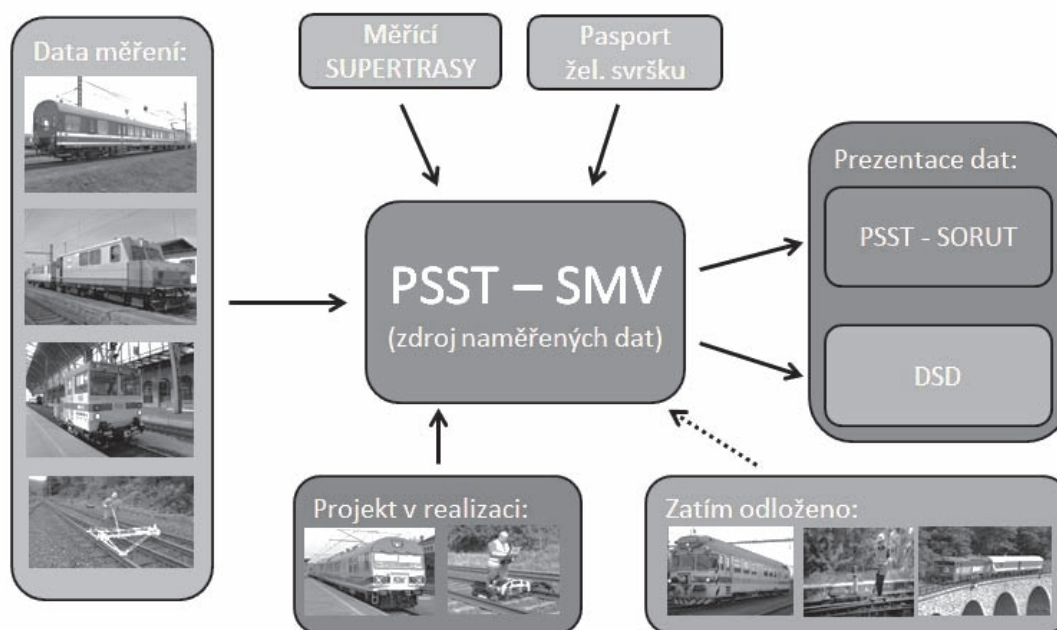 Data měření:
Měřící
SUPERTRASY
Pasport
žel. svršku
PSST – SMV
(zdroj naměřených dat)
Prezentace dat:
PSST - SORUT
DSD
Projekt v realizaci:
Zatím odloženo: